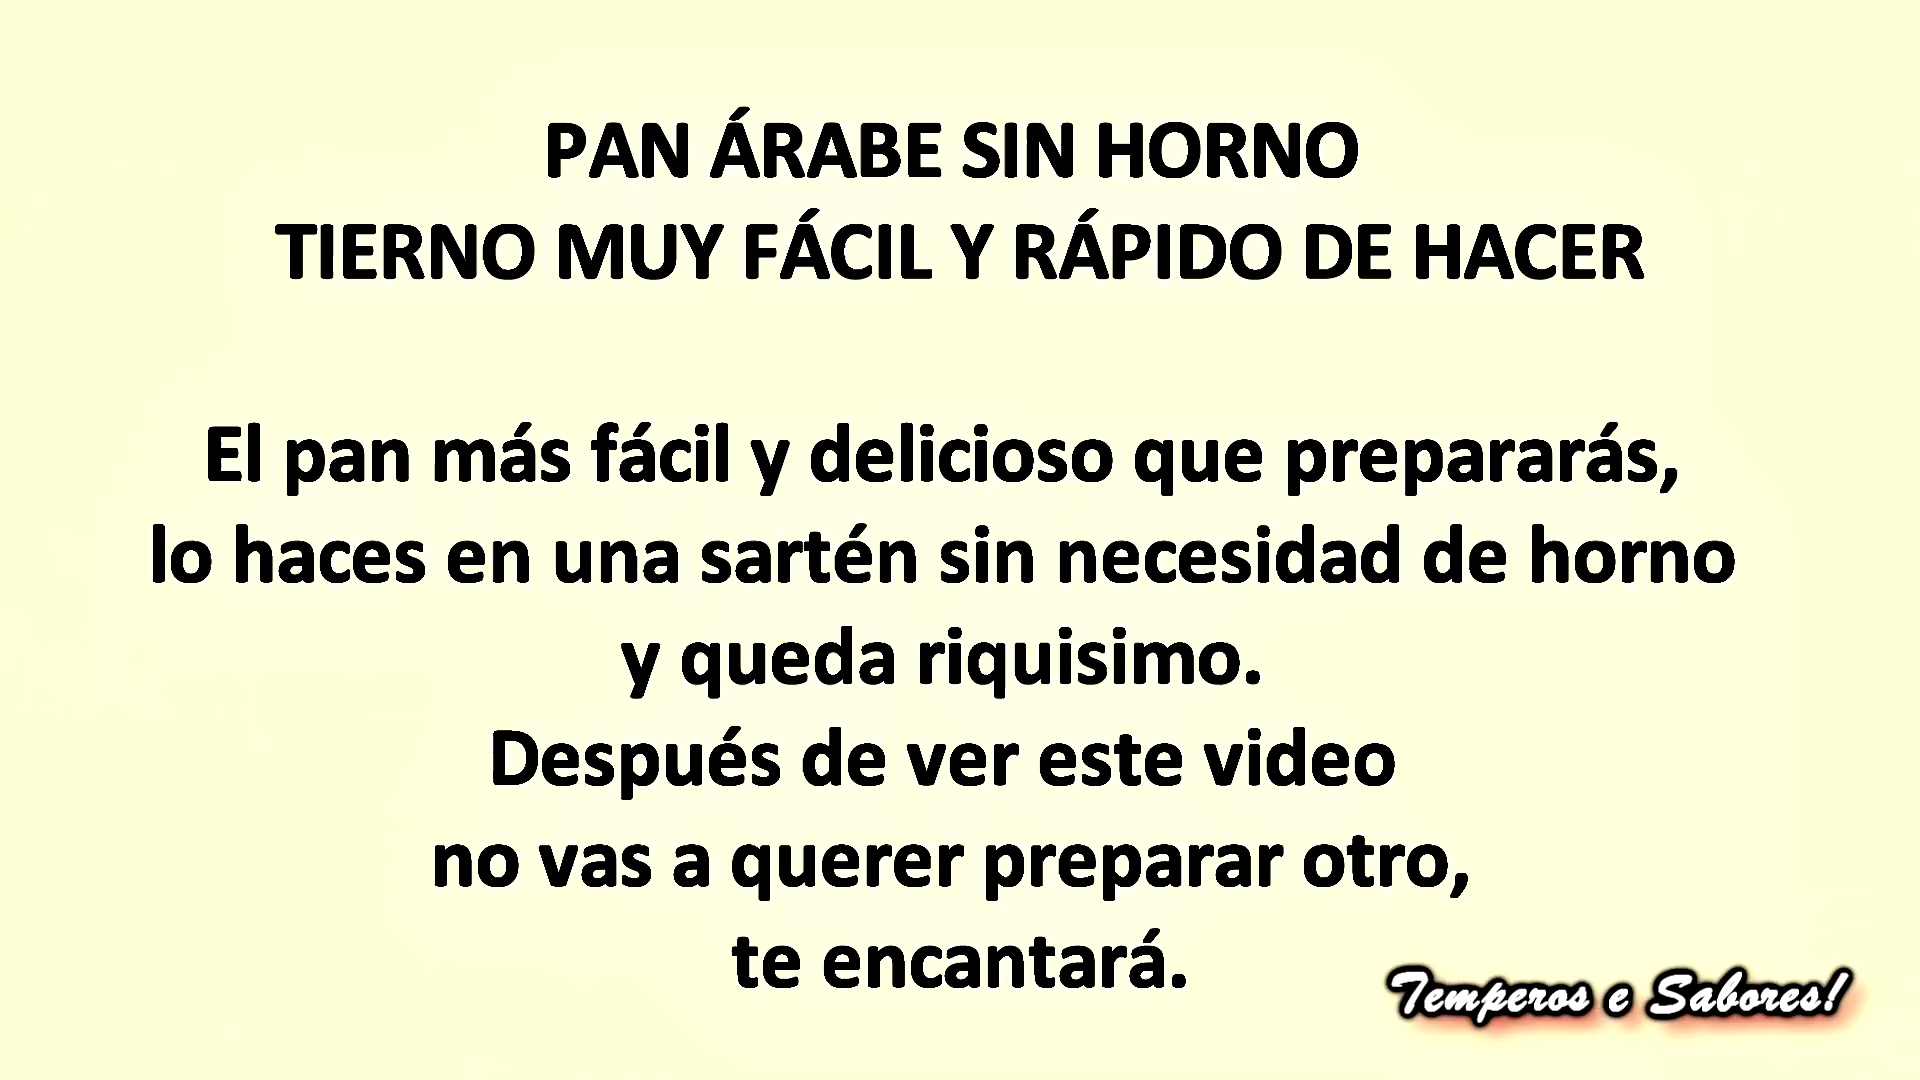 PAN ÁRABE SIN HORNO
TIERNO MUY FÁCIL Y RÁPIDO DE HACER
El pan más fácil y delicioso que prepararás,
lo haces en una sartén sin necesidad de horno
y queda riquisimo.
Después de ver este video
no vas a querer preparar otro,
te encantará.
Temperos e Sabores!